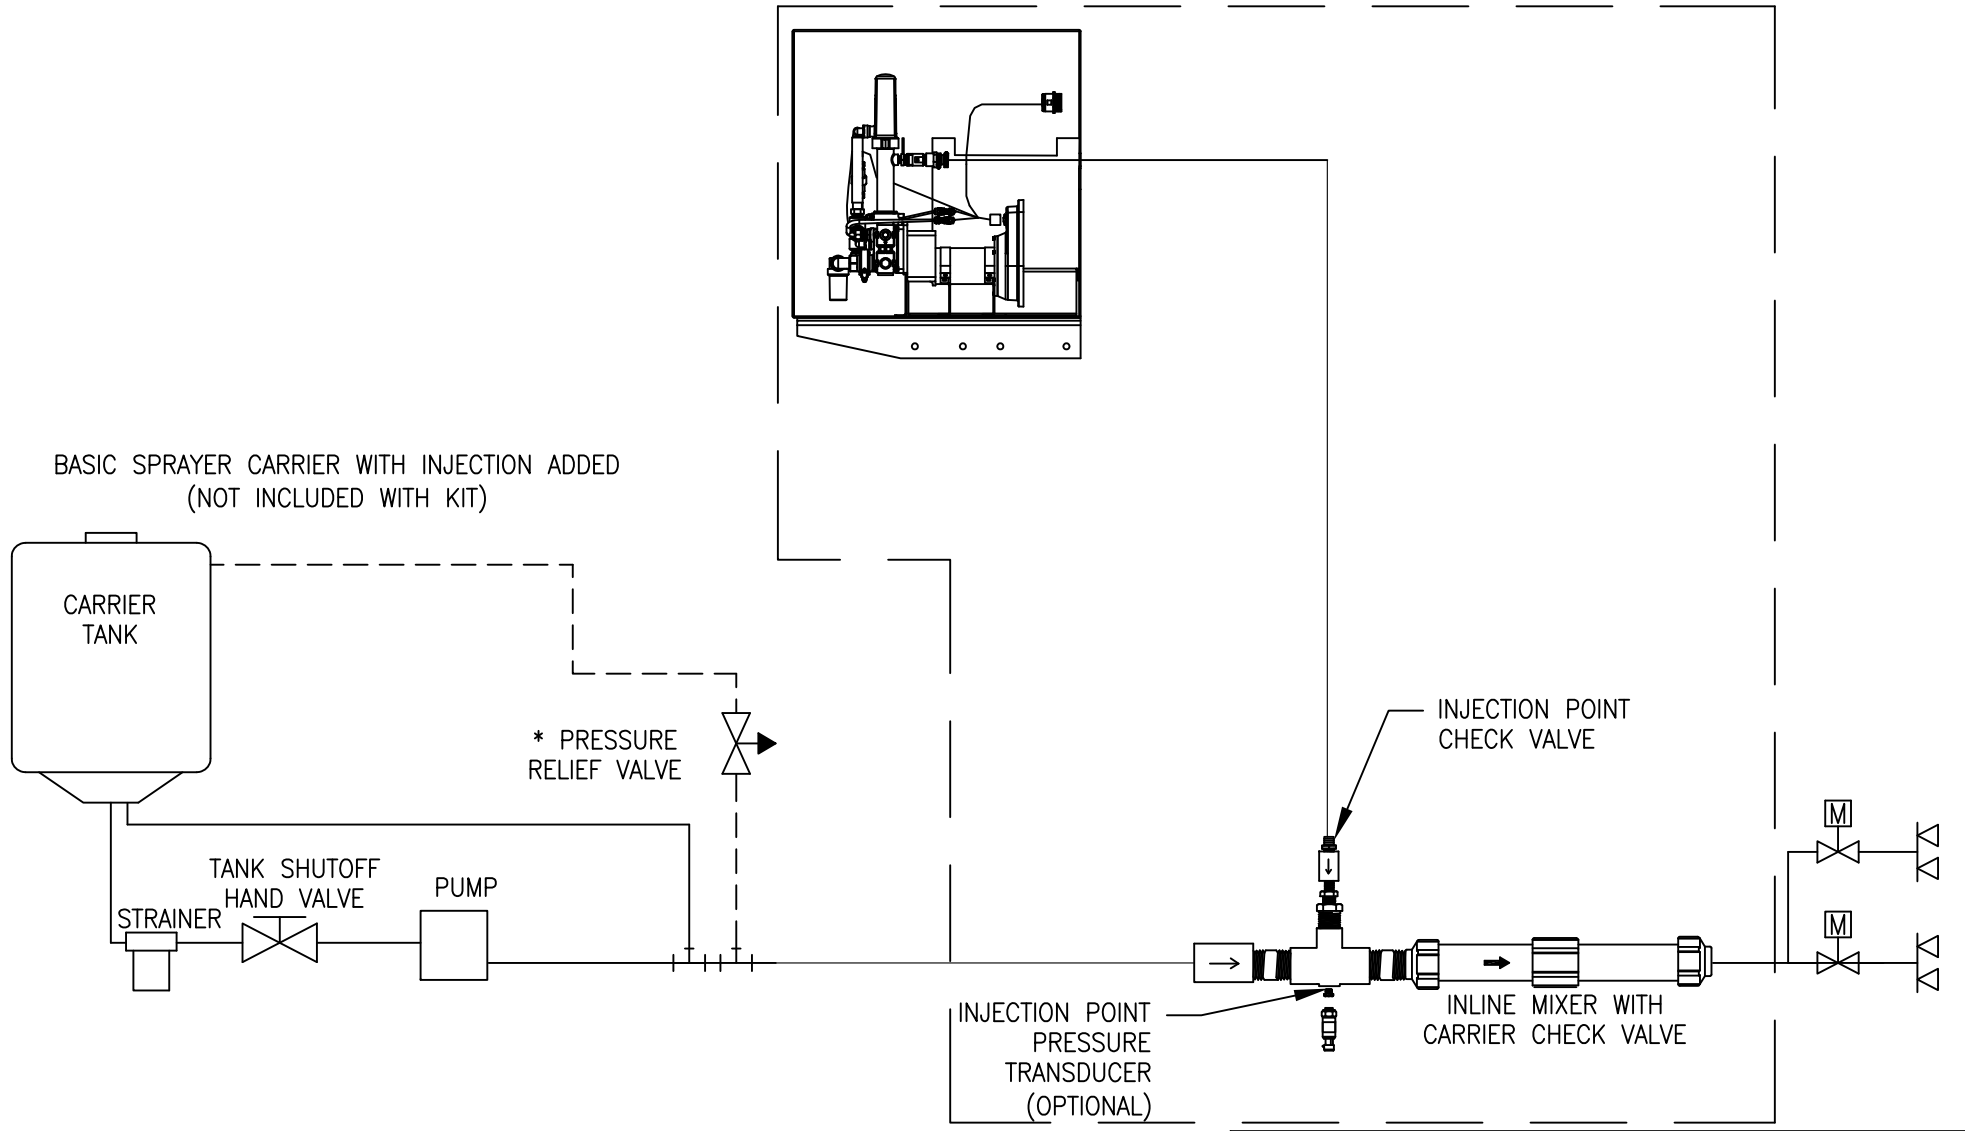 BASIC SPRAYER CARRIER WITH INJECTION ADDED
(NOT INCLUDED WITH KIT)
CARRIER
TANK
* PRESSURE
RELIEF VALVE
INJECTION POINT
CHECK VALVE
TANK SHUTOFF
HAND VALVE
STRAINER
PUMP
M
M
INJECTION POINT
PRESSURE
TRANSDUCER
(OPTIONAL)
INLINE MIXER WITH
CARRIER CHECK VALVE